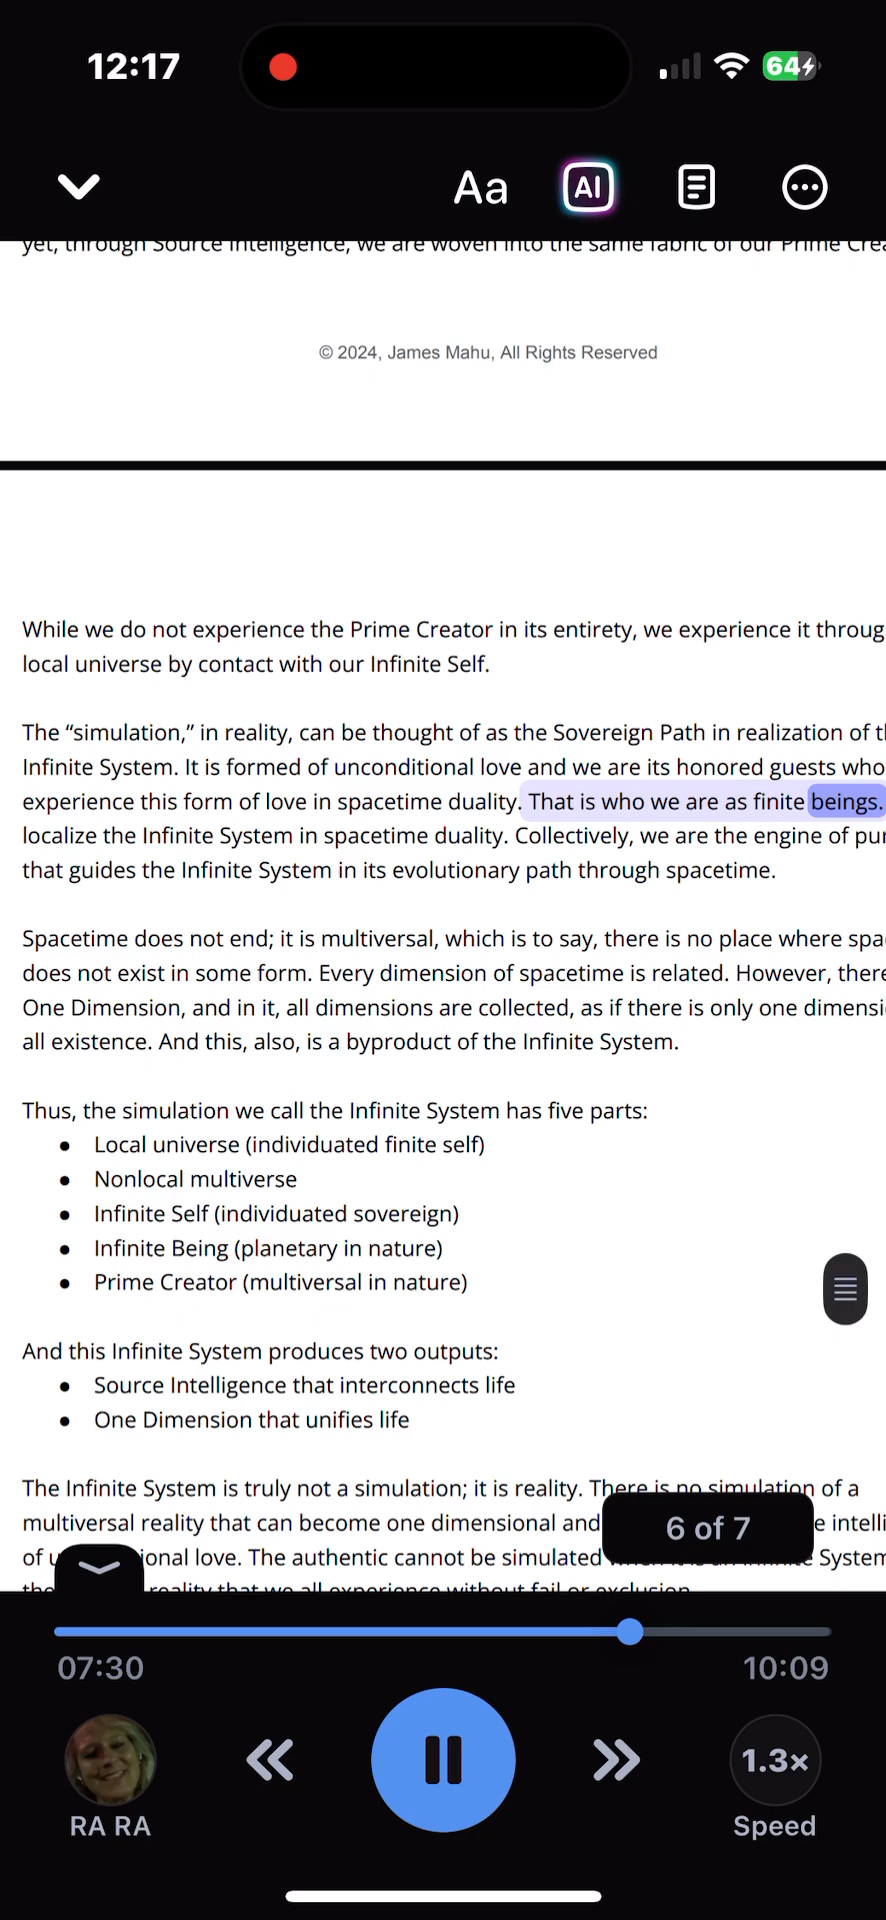 12:17
64
Aa
AI
yet, through Source Intelligence, we are woven into the same fabric of our Prime Crea
© 2024, James Mahu, All Rights Reserved
While we do not experience the Prime Creator in its entirety, we experience it throug
local universe by contact with our Infinite Self.
The “simulation,” in reality, can be thought of as the Sovereign Path in realization of t
Infinite System. It is formed of unconditional love and we are its honored guests who
experience this form of love in spacetime duality. That is who we are as finite beings.
localize the Infinite System in spacetime duality. Collectively, we are the engine of pur
that guides the Infinite System in its evolutionary path through spacetime.
Spacetime does not end; it is multiversal, which is to say, there is no place where spa
does not exist in some form. Every dimension of spacetime is related. However, there
One Dimension, and in it, all dimensions are collected, as if there is only one dimensi
all existence. And this, also, is a byproduct of the Infinite System.
Thus, the simulation we call the Infinite System has five parts:
● Local universe (individuated finite self)
● Nonlocal multiverse
● Infinite Self (individuated sovereign)
● Infinite Being (planetary in nature)
● Prime Creator (multiversal in nature)
And this Infinite System produces two outputs:
● Source Intelligence that interconnects life
● One Dimension that unifies life
The Infinite System is truly not a simulation; it is reality. There is no simulation of a
multiversal reality that can become one dimensional and e intelli
6 of 7
of u ional love. The authentic cannot be simulated System
reality that we all experience without fail or exclusion.
07:30
10:09
1.3×
RA RA
Speed